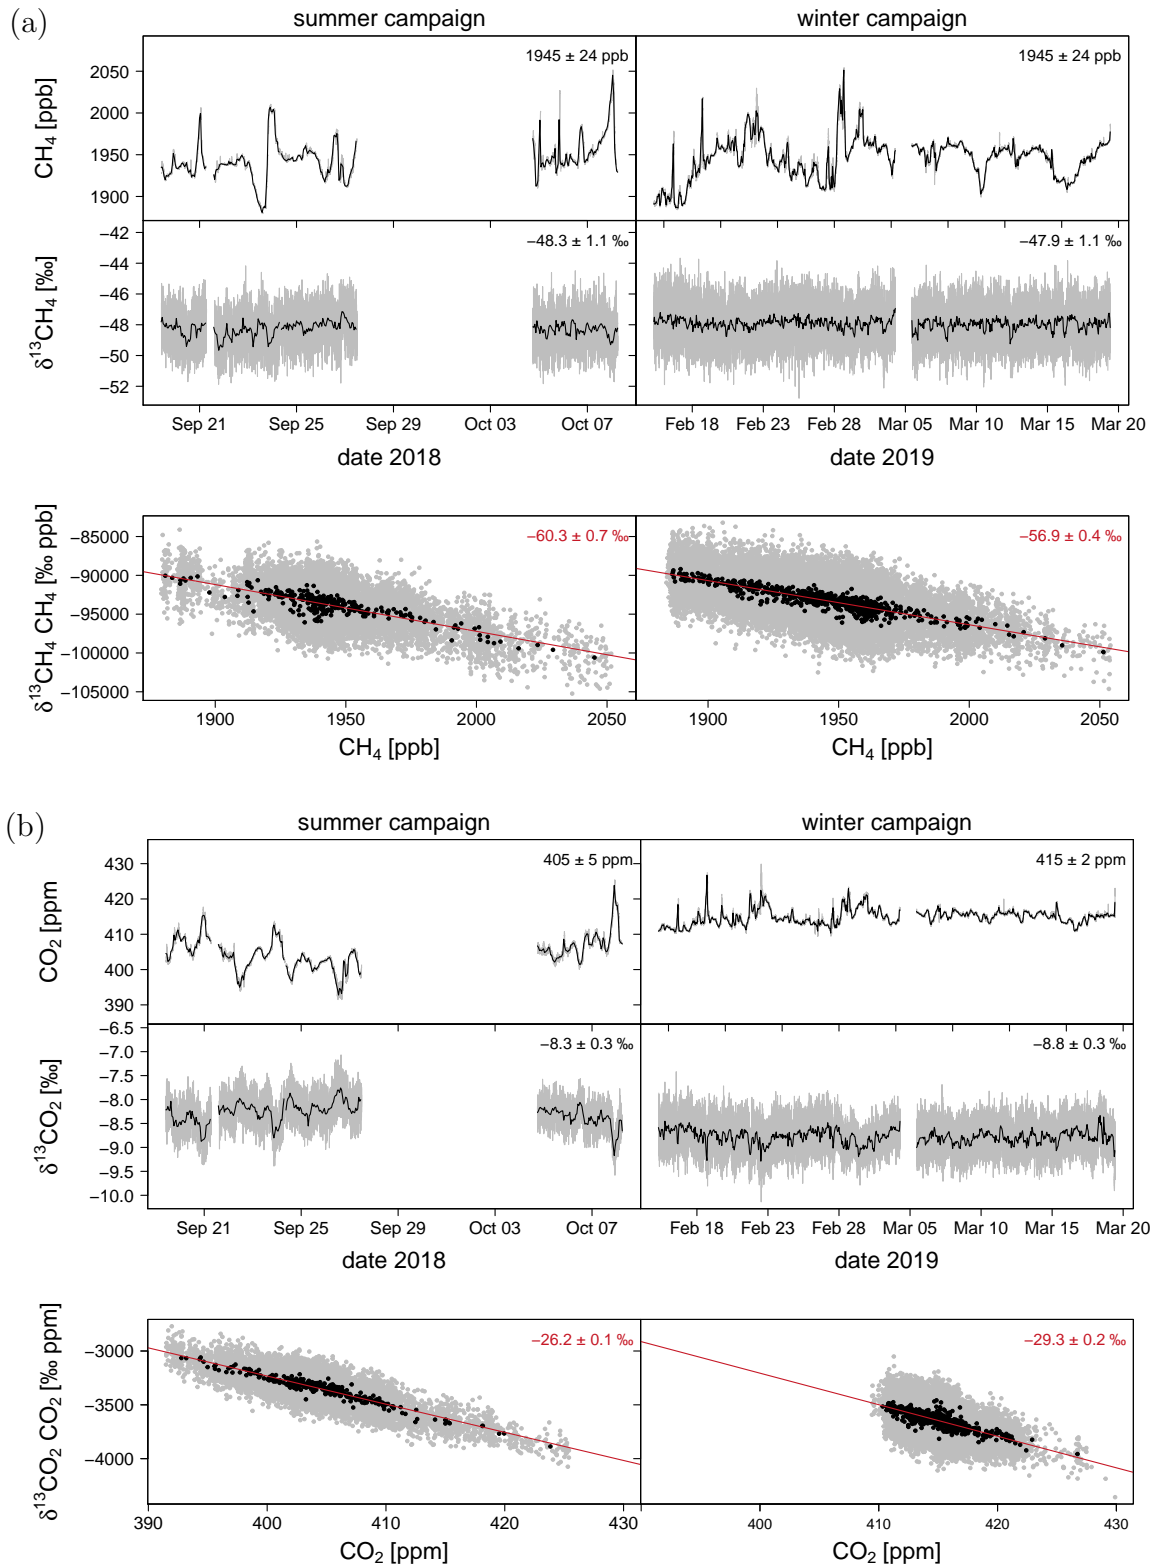 (a)
summer campaign
winter campaign
CH₄ [ppb]
2050
2000
1950
1900
1945 ± 24 ppb
1945 ± 24 ppb
δ¹³CH₄ [‰]
−42
−44
−46
−48
−50
−52
−48.3 ± 1.1 ‰
−47.9 ± 1.1 ‰
Sep 21
Sep 25
Sep 29
Oct 03
Oct 07
Feb 18
Feb 23
Feb 28
Mar 05
Mar 10
Mar 15
Mar 20
date 2018
date 2019
δ¹³CH₄ CH₄ [‰ ppb]
−85000
−90000
−95000
−100000
−105000
−60.3 ± 0.7 ‰
−56.9 ± 0.4 ‰
1900
1950
2000
2050
1900
1950
2000
2050
CH₄ [ppb]
CH₄ [ppb]
(b)
summer campaign
winter campaign
CO₂ [ppm
430
420
410
400
390
405 ± 5 ppm
415 ± 2 ppm
δ¹³CO₂ [‰]
−6.5
−7.0
−7.5
−8.0
−8.5
−9.0
−9.5
−10.0
−8.3 ± 0.3 ‰
−8.8 ± 0.3 ‰
Sep 21
Sep 25
Sep 29
Oct 03
Oct 07
Feb 18
Feb 23
Feb 28
Mar 05
Mar 10
Mar 15
Mar 20
date 2018
date 2019
δ¹³CO₂ CO₂ [‰ ppm]
−3000
−3500
−4000
−26.2 ± 0.1 ‰
−29.3 ± 0.2 ‰
390
400
410
420
430
400
410
420
430
CO₂ [ppm]
CO₂ [ppm]